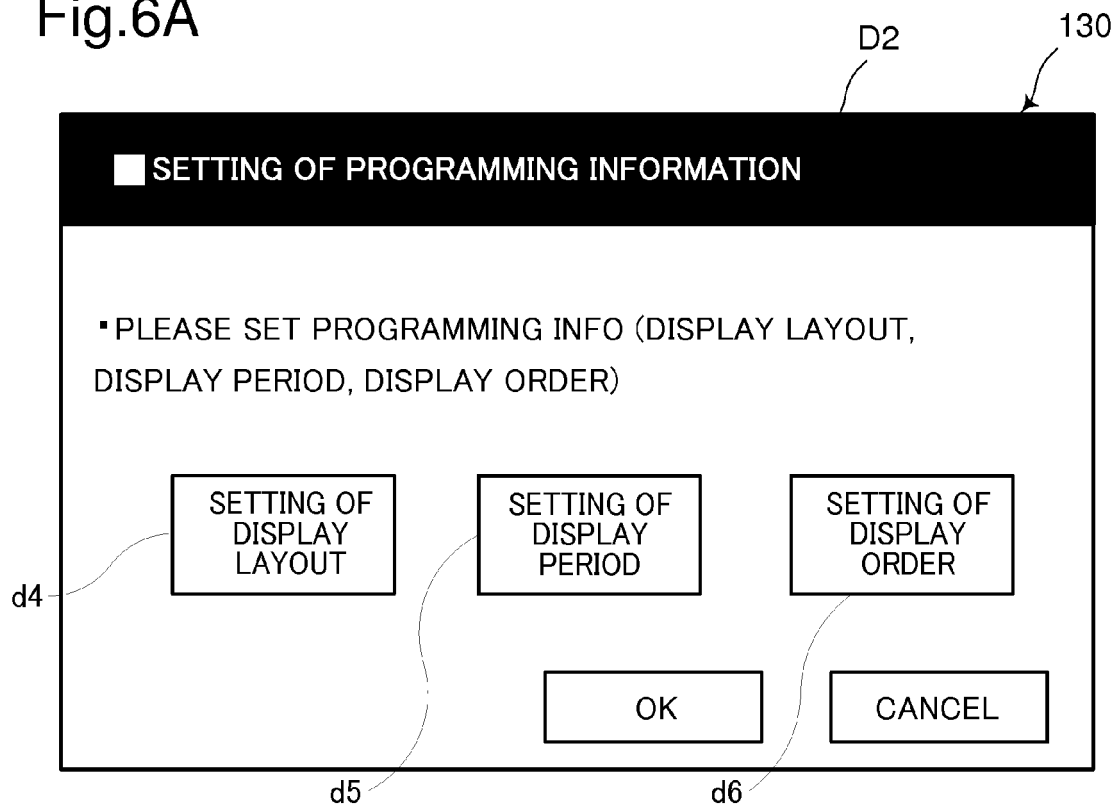 Fig.6A
D2
130
SETTING OF PROGRAMMING INFORMATION
▪PLEASE SET PROGRAMMING INFO (DISPLAY LAYOUT,
DISPLAY PERIOD, DISPLAY ORDER)
SETTING OF
DISPLAY
LAYOUT
SETTING OF
DISPLAY
PERIOD
SETTING OF
DISPLAY
ORDER
d4
OK
CANCEL
d5
d6